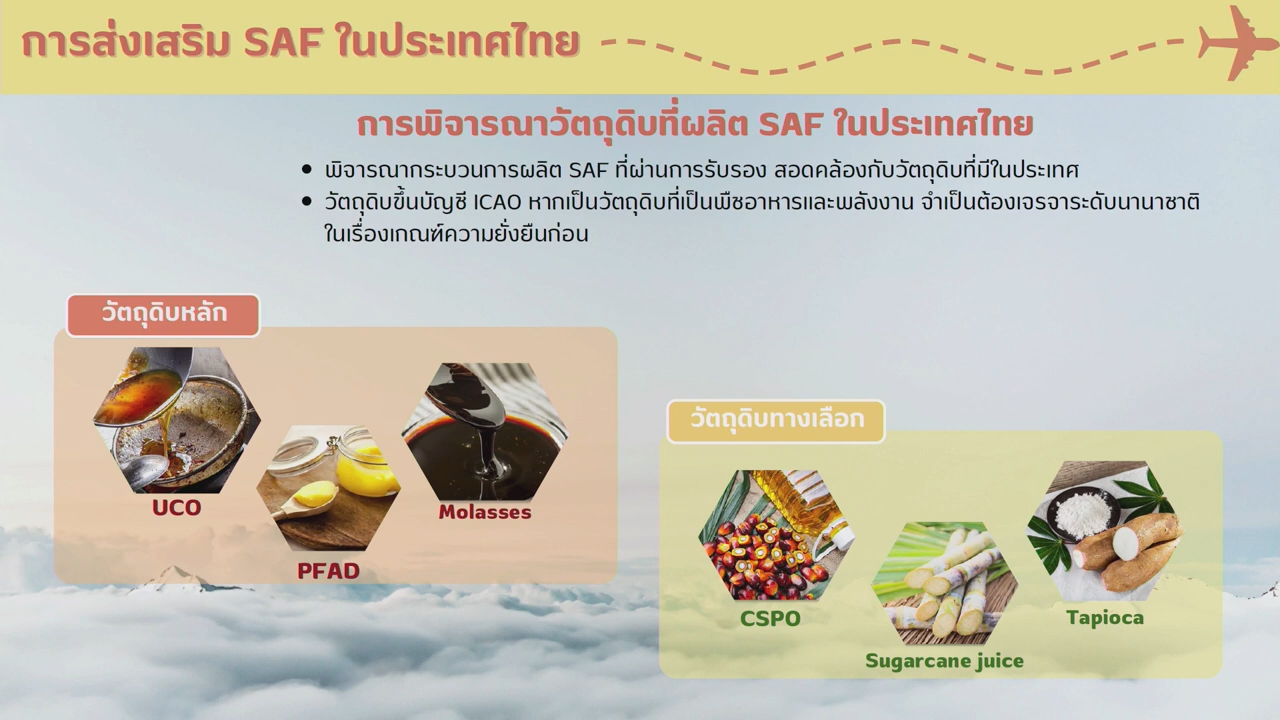 การส่งเสริม SAF ในประเทศไทย
การพิจารณาวัตถุดิบที่ผลิต SAF ในประเทศไทย
• พิจารณากระบวนการผลิต SAF ที่ผ่านการรับรอง สอดคล้องกับวัตถุดิบที่มีในประเทศ
• วัตถุดิบขึ้นบัญชี ICAO หากเป็นวัตถุดิบที่เป็นพืชอาหารและพลังงาน จำเป็นต้องเจรจาระดับนานาชาติ
ในเรื่องเกณฑ์ความยั่งยืนก่อน
วัตถุดิบหลัก
UCO
PFAD
Molasses
วัตถุดิบทางเลือก
CSPO
Sugarcane juice
Tapioca